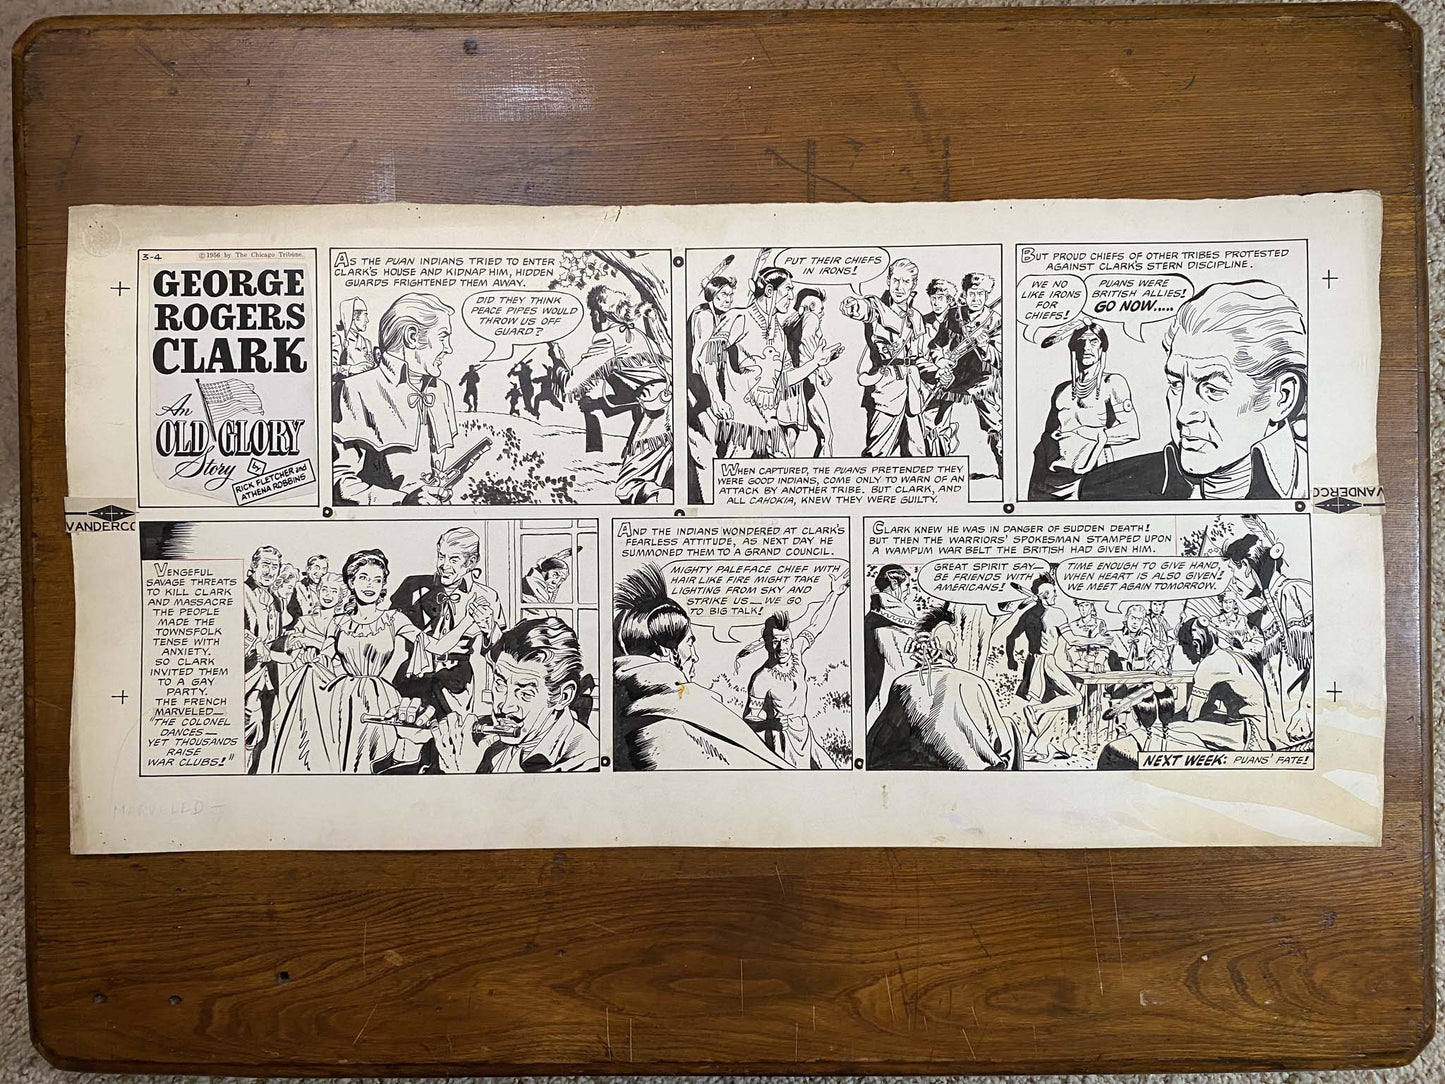 3-4
©1956 by The Chicago Tribune.
GEORGE
ROGERS
CLARK
An
OLD GLORY
Story
by
RICK FLETCHER and
ATHENA ROBBINS
AS THE PUAN INDIANS TRIED TO ENTER
CLARK'S HOUSE AND KIDNAP HIM, HIDDEN
GUARDS FRIGHTENED THEM AWAY.
DID THEY THINK
PEACE PIPES WOULD
THROW US OFF
GUARD?
PUT THEIR CHIEFS
IN IRONS!
WHEN CAPTURED, THE PUANS PRETENDED THEY
WERE GOOD INDIANS, COME ONLY TO WARN OF AN
ATTACK BY ANOTHER TRIBE. BUT CLARK, AND
ALL CAHOKIA, KNEW THEY WERE GUILTY.
BUT PROUD CHIEFS OF OTHER TRIBES PROTESTED
AGAINST CLARK'S STERN DISCIPLINE.
WE NO
LIKE IRONS
FOR
CHIEFS!
PUANS WERE
BRITISH ALLIES!
GO NOW.....
VANDERCO
VANDERCO
VENGEFUL
SAVAGE THREATS
TO KILL CLARK
AND MASSACRE
THE PEOPLE
MADE THE
TOWNSFOLK
TENSE WITH
ANXIETY.
SO CLARK
INVITED THEM
TO A GAY
PARTY.
THE FRENCH
MARVELED—
"THE COLONEL
DANCES—
YET THOUSANDS
RAISE
WAR CLUBS!"
AND THE INDIANS WONDERED AT CLARK'S
FEARLESS ATTITUDE, AS NEXT DAY HE
SUMMONED THEM TO A GRAND COUNCIL.
MIGHTY PALEFACE CHIEF WITH
HAIR LIKE FIRE MIGHT TAKE
LIGHTING FROM SKY AND
STRIKE US—WE GO
TO BIG TALK!
CLARK KNEW HE WAS IN DANGER OF SUDDEN DEATH!
BUT THEN THE WARRIORS' SPOKESMAN STAMPED UPON
A WAMPUM WAR BELT THE BRITISH HAD GIVEN HIM.
GREAT SPIRIT SAY—
BE FRIENDS WITH
AMERICANS!
TIME ENOUGH TO GIVE HAND,
WHEN HEART IS ALSO GIVEN!
WE MEET AGAIN TOMORROW.
NEXT WEEK: PUANS' FATE!
MARVELED—